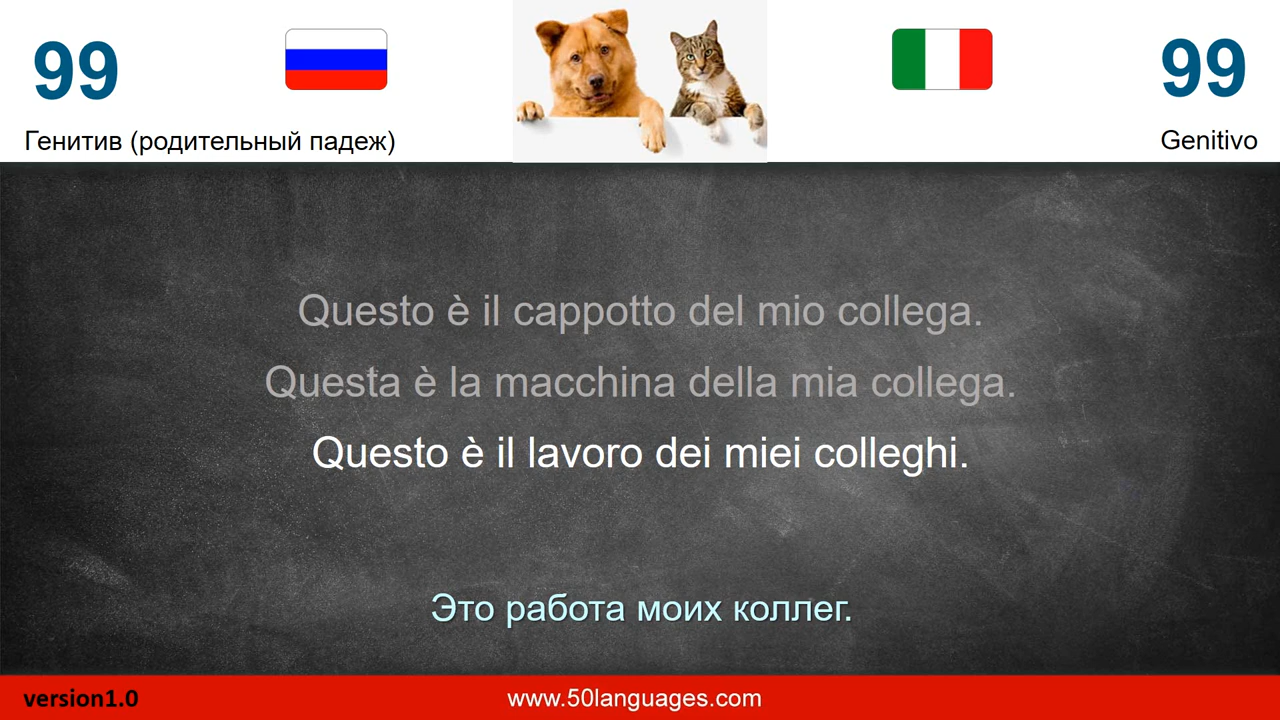 99
99
Генитив (родительный падеж)
Genitivo
Questo è il cappotto del mio collega.
Questa è la macchina della mia collega.
Questo è il lavoro dei miei colleghi.
Это работа моих коллег.
version1.0
www.50languages.com